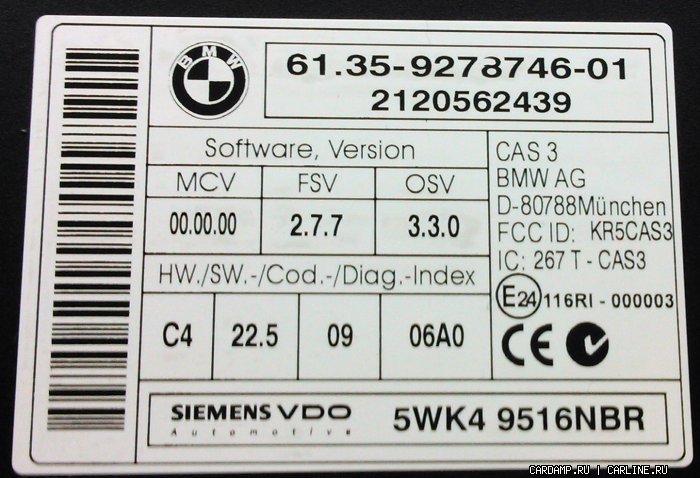 BMW
61.35-9278746-01
2120562439
Software, Version
MCV FSV OSV
00.00.00 2.7.7 3.3.0
HW./SW.-/Cod.-/Diag.-Index
C4 22.5 09 06A0
CAS 3
BMW AG
D-80788München
FCC ID: KR5CAS3
IC: 267 T - CAS3
E24 116RI - 000003
CE
SIEMENS VDO
Automotive
5WK4 9516NBR
CARDAMP.RU | CARLINE.RU